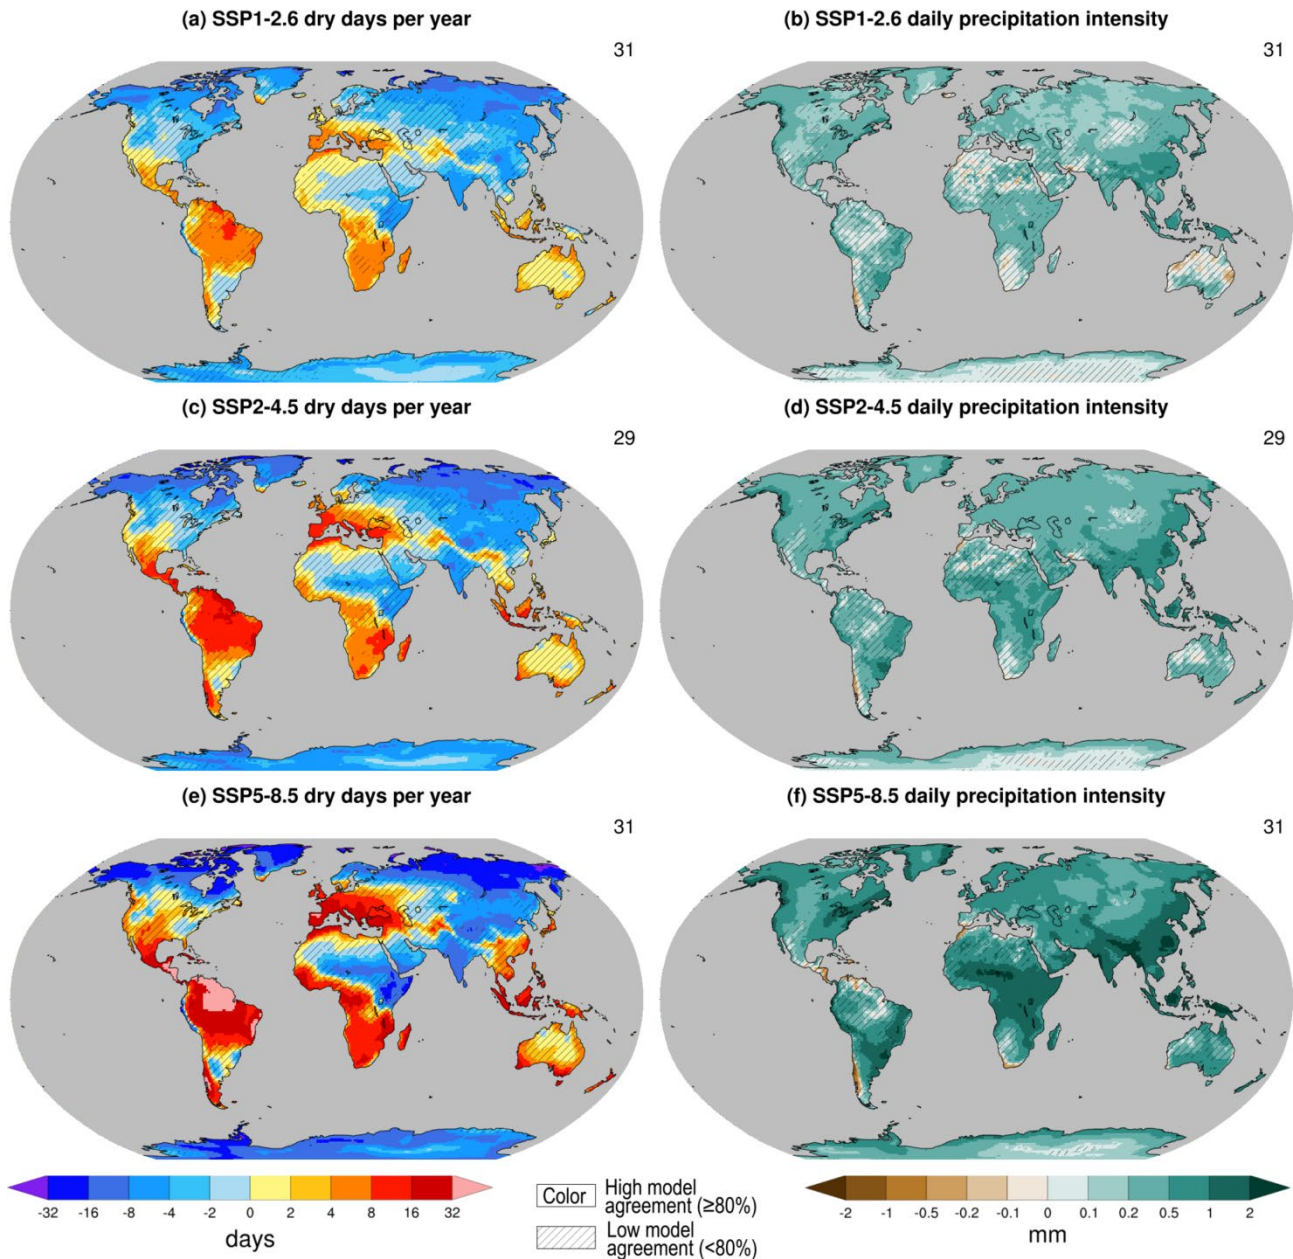 (a) SSP1-2.6 dry days per year
(b) SSP1-2.6 daily precipitation intensity
31
31
(c) SSP2-4.5 dry days per year
(d) SSP2-4.5 daily precipitation intensity
29
29
(e) SSP5-8.5 dry days per year
(f) SSP5-8.5 daily precipitation intensity
31
31
-32 -16 -8 -4 -2 0 2 4 8 16 32
days
Color
High model
agreement (≥80%)
Low model
agreement (<80%)
-2 -1 -0.5 -0.2 -0.1 0 0.1 0.2 0.5 1 2
mm